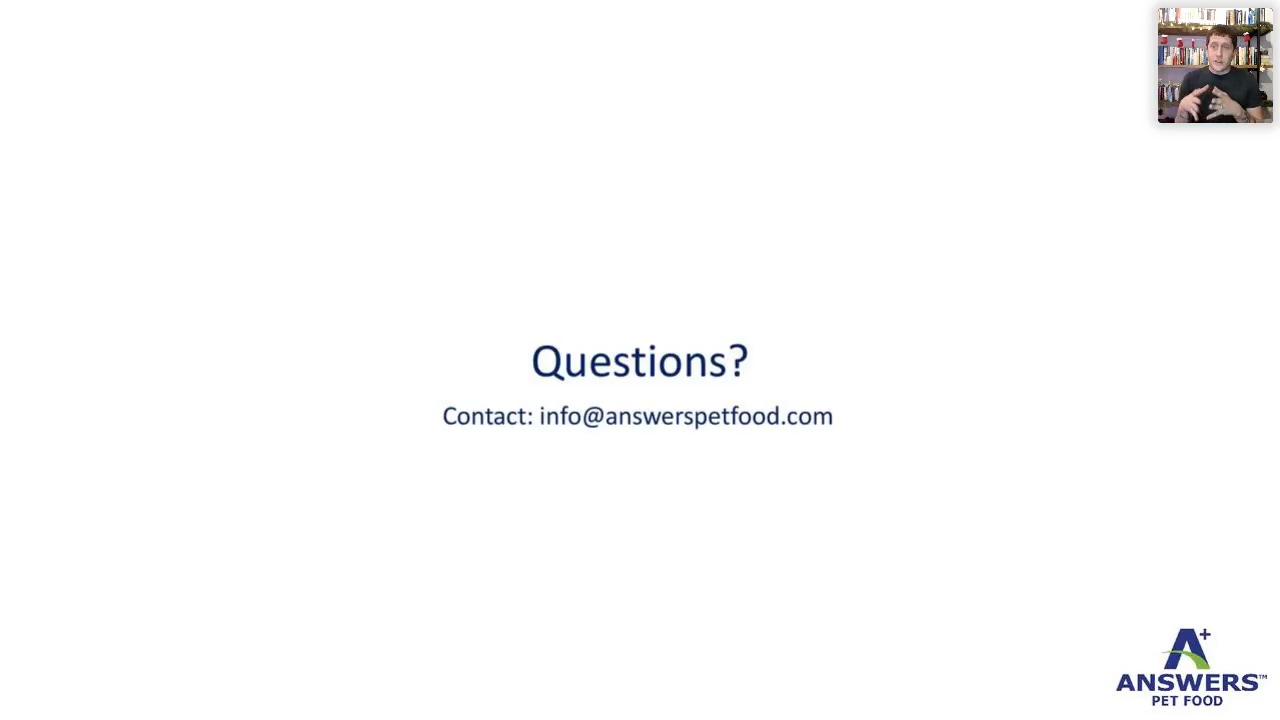 Questions?
Contact: info@answerspetfood.com
A+
ANSWERS™
PET FOOD